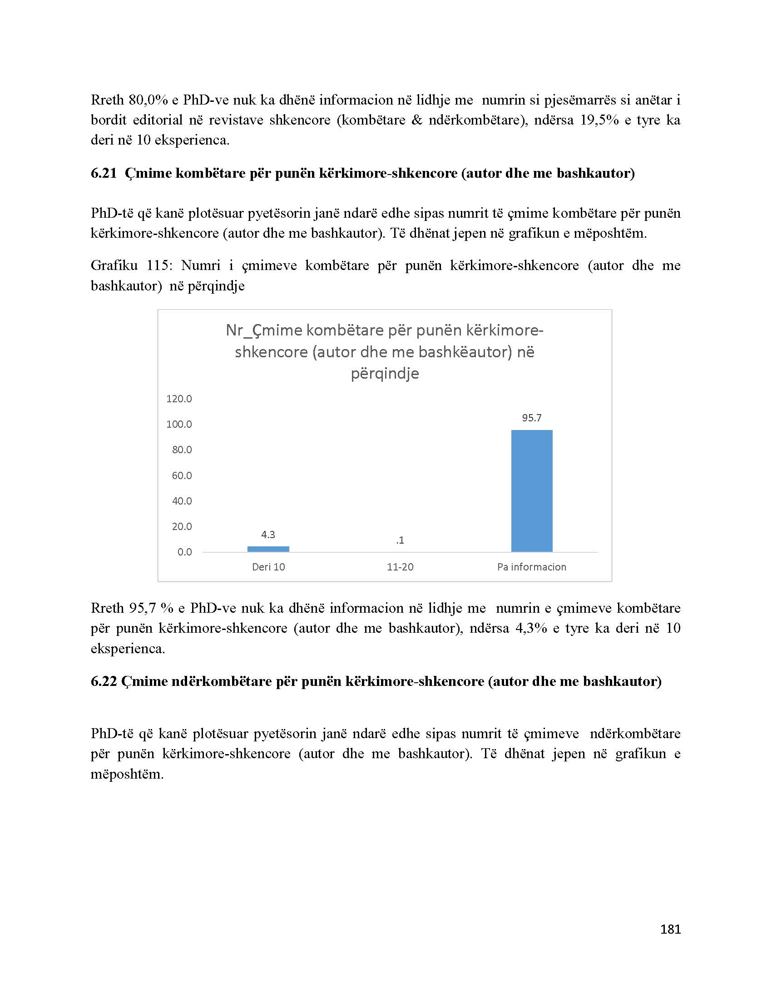 Rreth 80,0% e PhD-ve nuk ka dhënë informacion në lidhje me  numrin si pjesëmarrës si anëtar i
bordit editorial në revistave shkencore (kombëtare & ndërkombëtare), ndërsa 19,5% e tyre ka
deri në 10 eksperienca.
6.21  Çmime kombëtare për punën kërkimore-shkencore (autor dhe me bashkautor)
PhD-të që kanë plotësuar pyetësorin janë ndarë edhe sipas numrit të çmime kombëtare për punën
kërkimore-shkencore (autor dhe me bashkautor). Të dhënat jepen në grafikun e mëposhtëm.
Grafiku 115: Numri i çmimeve kombëtare për punën kërkimore-shkencore (autor dhe me
bashkautor)  në përqindje
Nr_Çmime kombëtare për punën kërkimore-
shkencore (autor dhe me bashkëautor) në
përqindje
120.0
100.0
80.0
60.0
40.0
20.0
0.0
4.3
.1
95.7
Deri 10
11-20
Pa informacion
Rreth 95,7 % e PhD-ve nuk ka dhënë informacion në lidhje me  numrin e çmimeve kombëtare
për punën kërkimore-shkencore (autor dhe me bashkautor), ndërsa 4,3% e tyre ka deri në 10
eksperienca.
6.22 Çmime ndërkombëtare për punën kërkimore-shkencore (autor dhe me bashkautor)
PhD-të që kanë plotësuar pyetësorin janë ndarë edhe sipas numrit të çmimeve  ndërkombëtare
për punën kërkimore-shkencore (autor dhe me bashkautor). Të dhënat jepen në grafikun e
mëposhtëm.
181